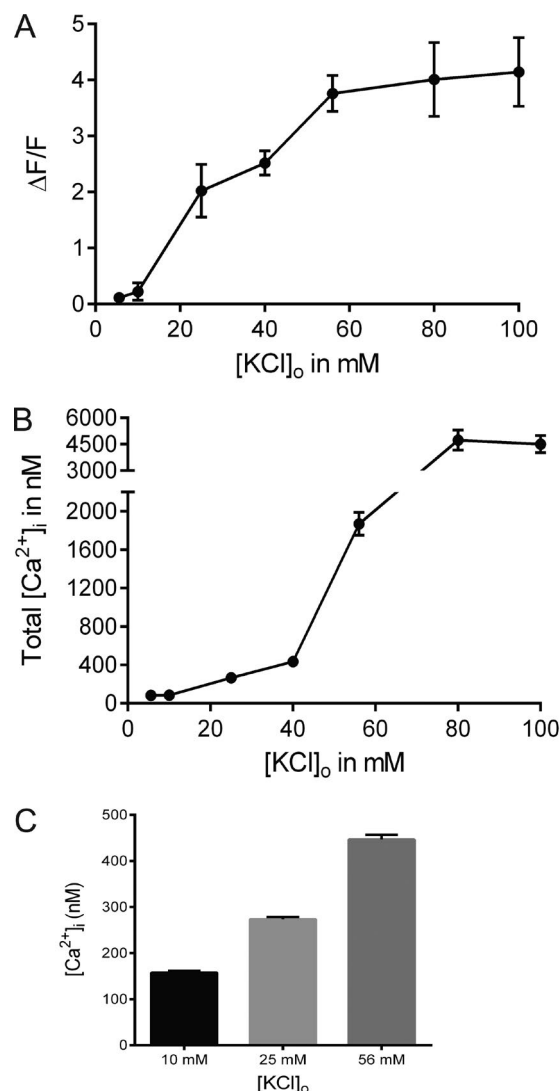 A
5
4
3
2
1
0
ΔF/F
0 20 40 60 80 100
[KCl]o in mM
B
6000
4500
3000
2000
1600
1200
800
400
0
Total [Ca2+]i in nM
0 20 40 60 80 100
[KCl]o in mM
C
500
400
300
200
100
0
[Ca2+]i (nM)
10 mM 25 mM 56 mM
[KCl]o